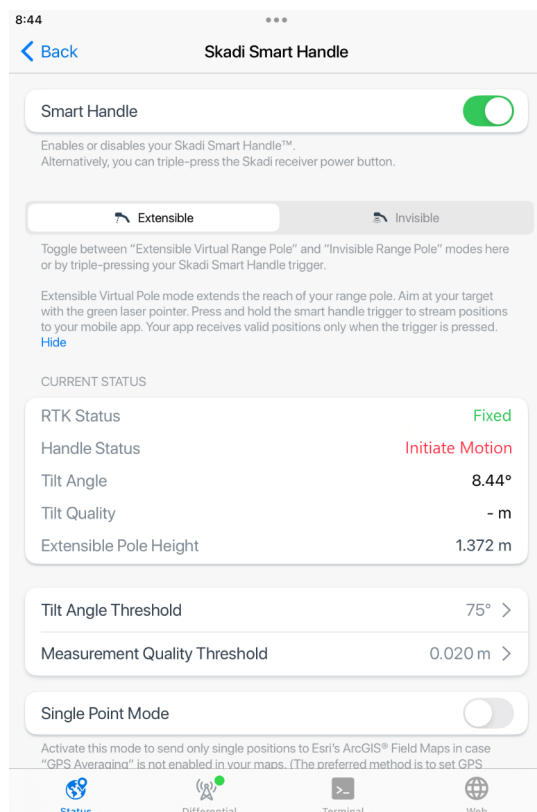 8:44
Back
Skadi Smart Handle
Smart Handle
Enables or disables your Skadi Smart Handle™.
Alternatively, you can triple-press the Skadi receiver power button.
Extensible
Invisible
Toggle between “Extensible Virtual Range Pole” and “Invisible Range Pole” modes here
or by triple-pressing your Skadi Smart Handle trigger.
Extensible Virtual Pole mode extends the reach of your range pole. Aim at your target
with the green laser pointer. Press and hold the smart handle trigger to stream positions
to your mobile app. Your app receives valid positions only when the trigger is pressed.
Hide
CURRENT STATUS
RTK Status Fixed
Handle Status Initiate Motion
Tilt Angle 8.44°
Tilt Quality - m
Extensible Pole Height 1.372 m
Tilt Angle Threshold 75°
Measurement Quality Threshold 0.020 m
Single Point Mode
Activate this mode to send only single positions to Esri's ArcGIS® Field Maps in case
“GPS Averaging” is not enabled in your maps. (The preferred method is to set GPS
Status
Differential
Terminal
Web